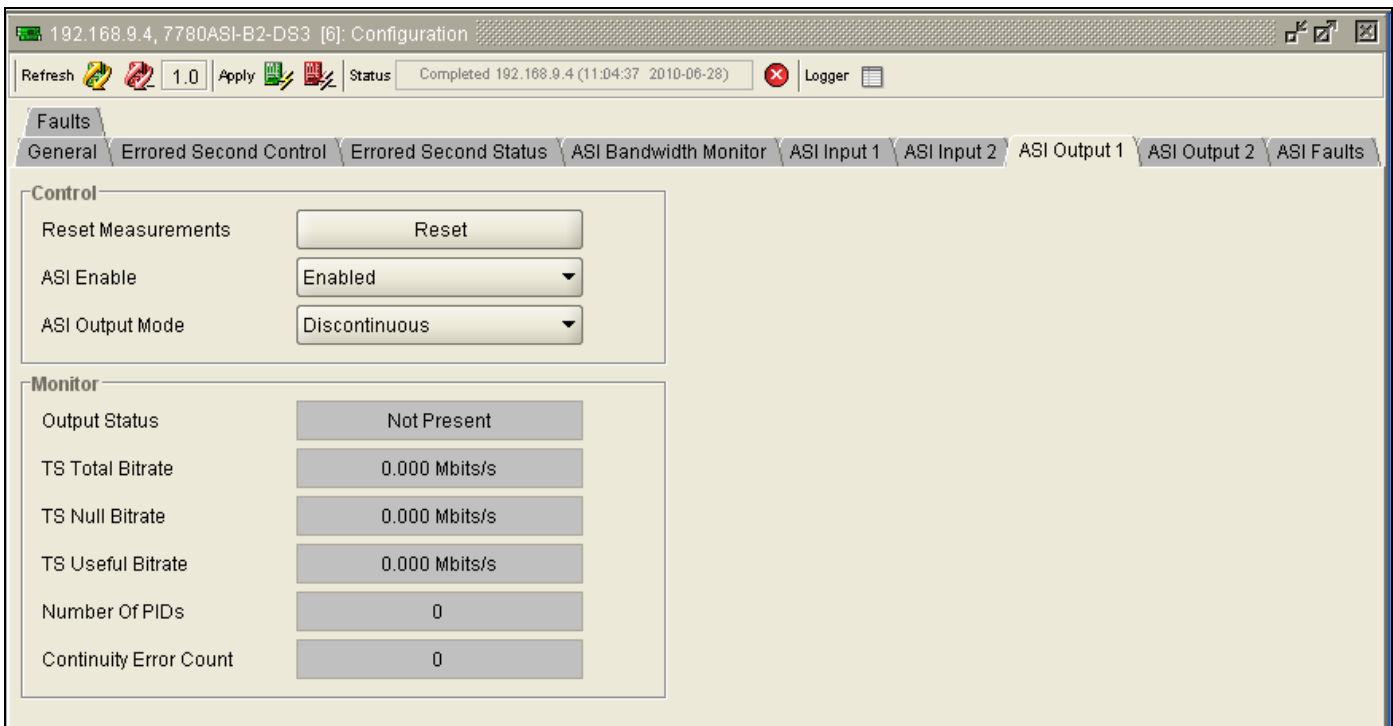 192.168.9.4, 7780ASI-B2-DS3 [6]: Configuration
Refresh 1.0 Apply Status Completed 192.168.9.4 (11:04:37 2010-06-28) Logger
Faults
General Errored Second Control Errored Second Status ASI Bandwidth Monitor ASI Input 1 ASI Input 2 ASI Output 1 ASI Output 2 ASI Faults
Control
Reset Measurements Reset
ASI Enable Enabled
ASI Output Mode Discontinuous
Monitor
Output Status Not Present
TS Total Bitrate 0.000 Mbits/s
TS Null Bitrate 0.000 Mbits/s
TS Useful Bitrate 0.000 Mbits/s
Number Of PIDs 0
Continuity Error Count 0